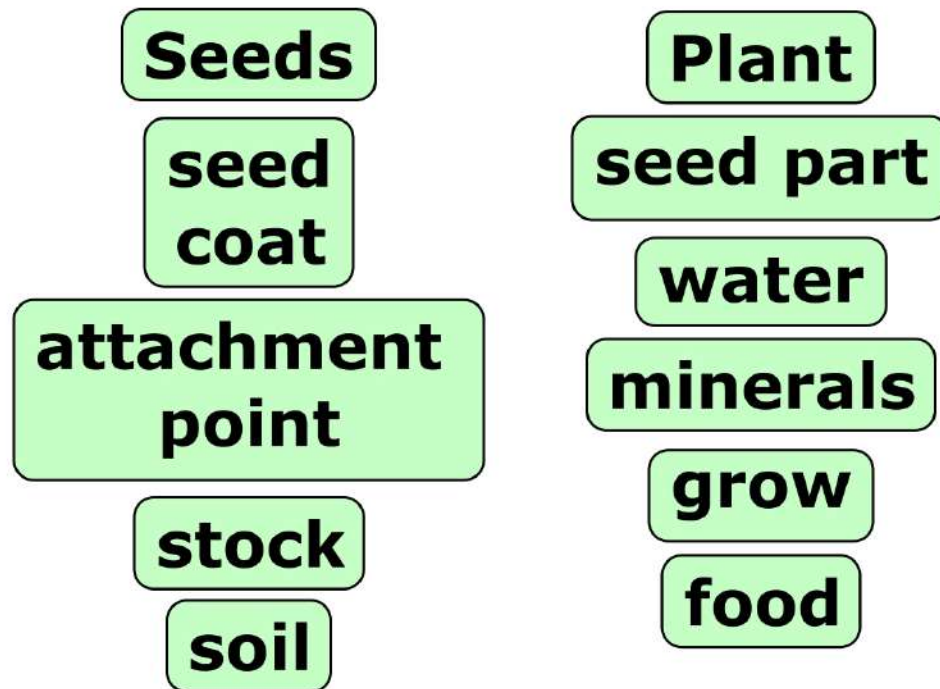 Seeds
seed
coat
attachment
point
stock
soil
Plant
seed part
water
minerals
grow
food